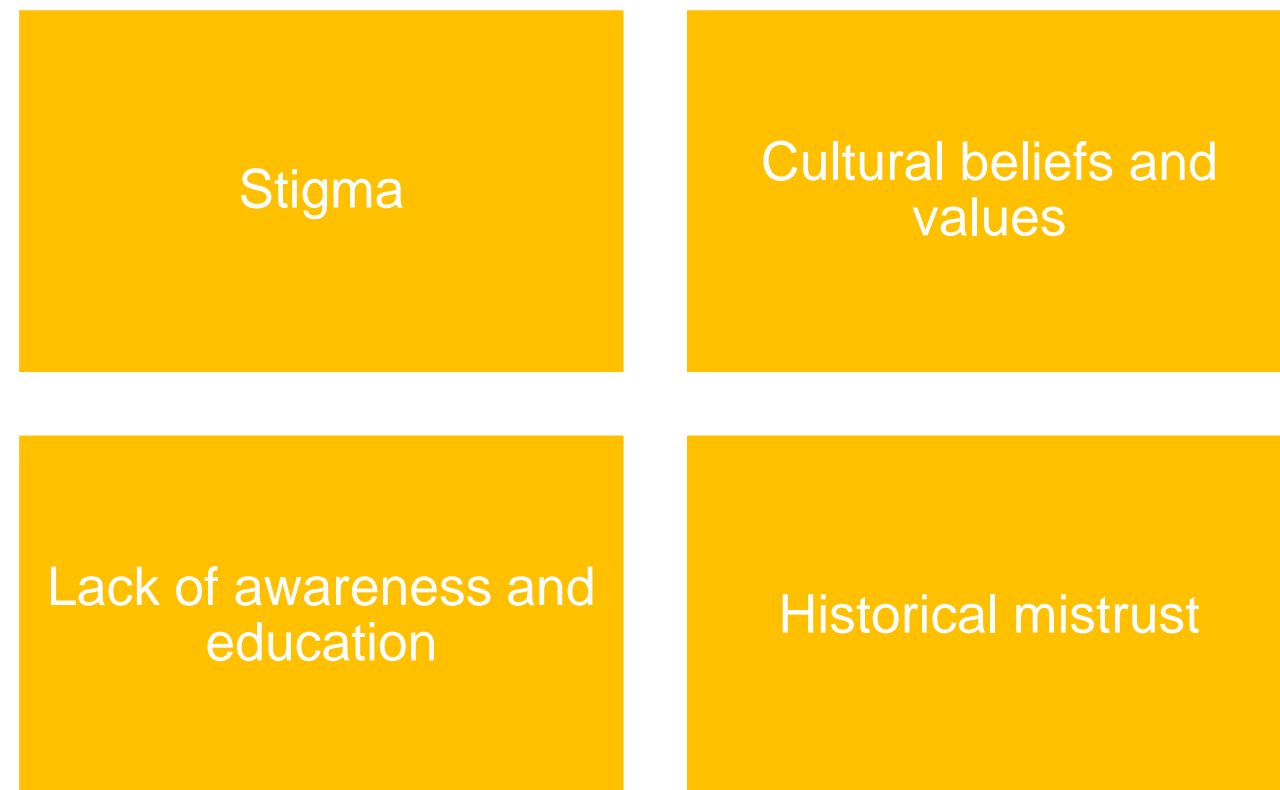 Stigma
Cultural beliefs and
values
Lack of awareness and
education
Historical mistrust